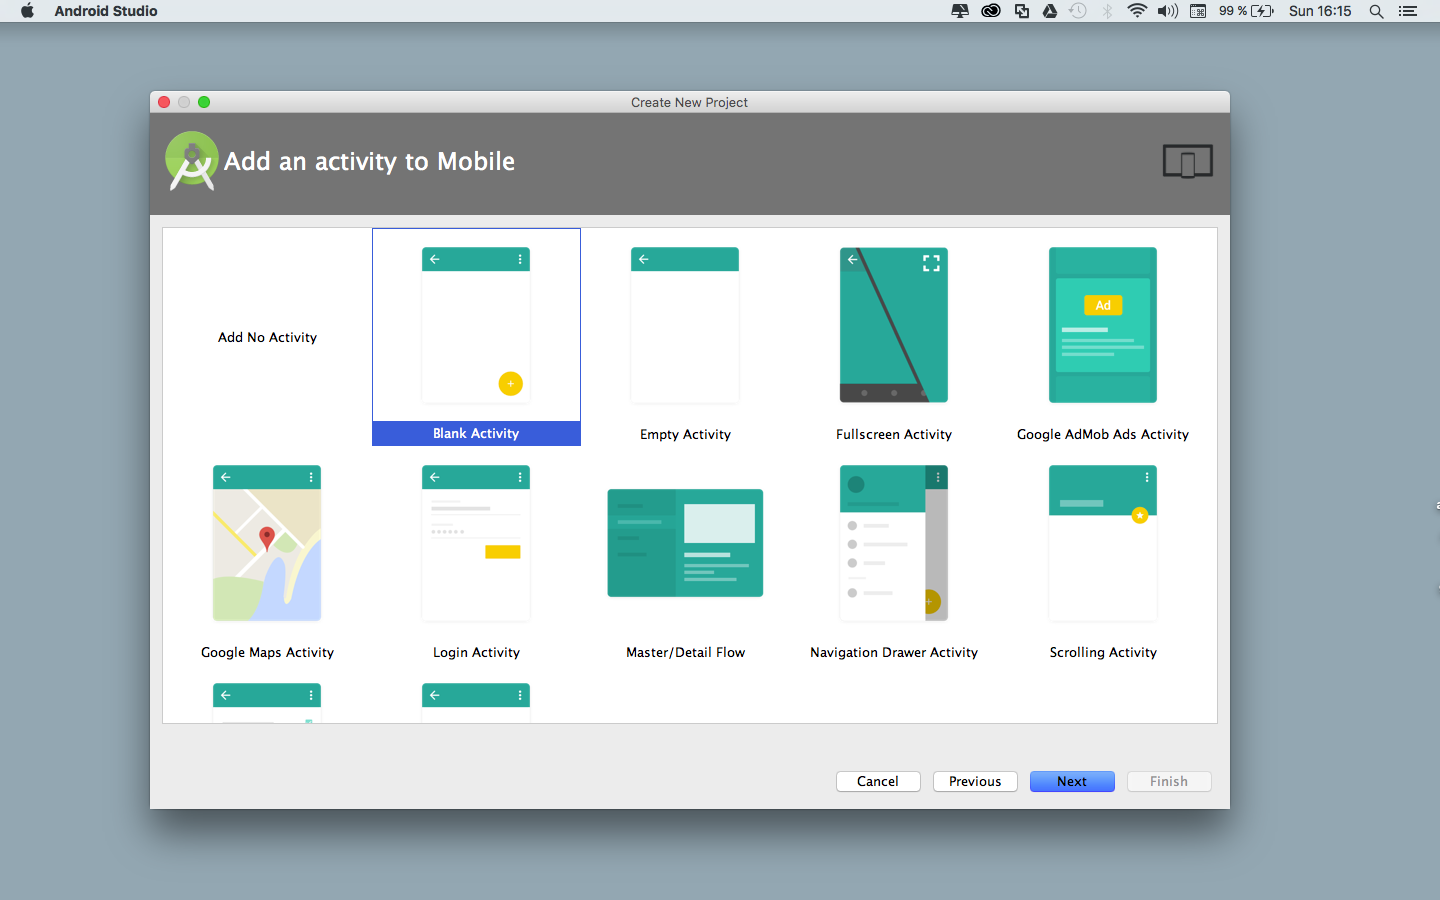 Android Studio
99 %
Sun 16:15
Create New Project
Add an activity to Mobile
Add No Activity
Blank Activity
Empty Activity
Fullscreen Activity
Ad
Google AdMob Ads Activity
Google Maps Activity
Login Activity
Master/Detail Flow
Navigation Drawer Activity
Scrolling Activity
Cancel
Previous
Next
Finish